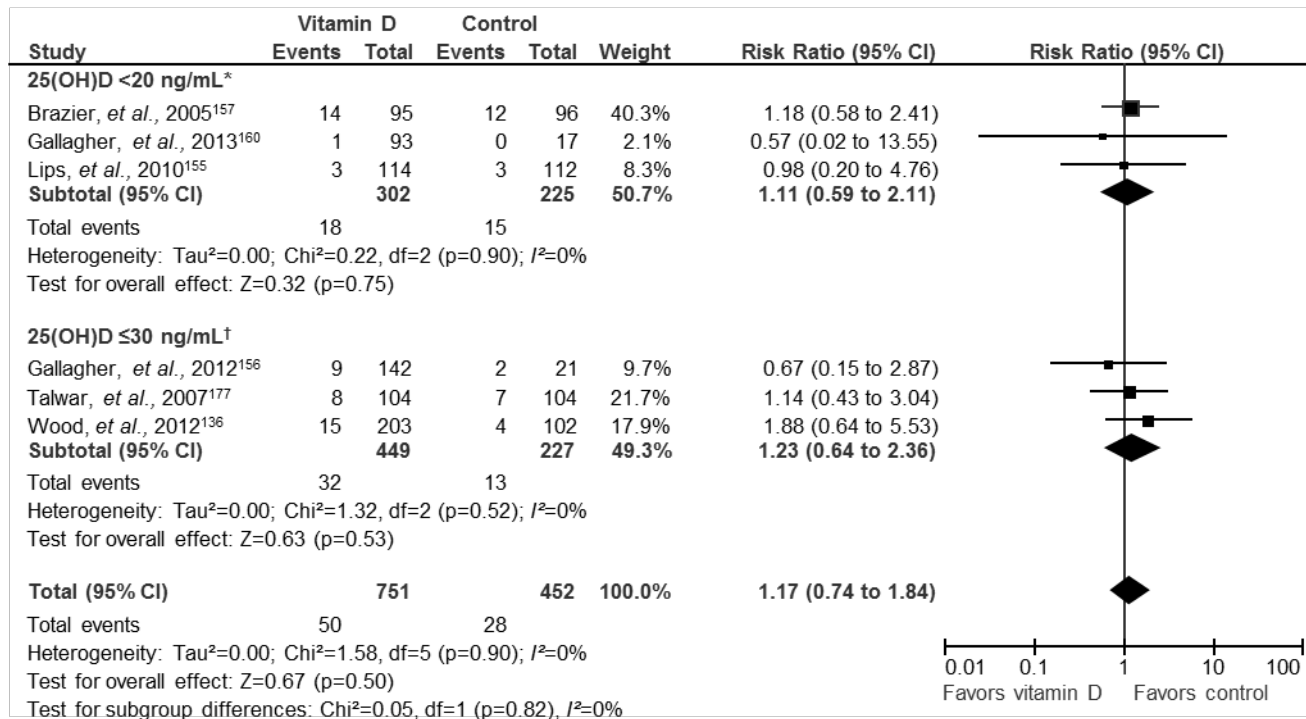 Vitamin D Control
Study Events Total Events Total Weight Risk Ratio (95% CI) Risk Ratio (95% CI)
25(OH)D <20 ng/mL*
Brazier, et al., 2005¹⁵⁷ 14 95 12 96 40.3% 1.18 (0.58 to 2.41)
Gallagher, et al., 2013¹⁶⁰ 1 93 0 17 2.1% 0.57 (0.02 to 13.55)
Lips, et al., 2010¹⁵⁵ 3 114 3 112 8.3% 0.98 (0.20 to 4.76)
Subtotal (95% CI) 302 225 50.7% 1.11 (0.59 to 2.11)
Total events 18 15
Heterogeneity: Tau²=0.00; Chi²=0.22, df=2 (p=0.90); I²=0%
Test for overall effect: Z=0.32 (p=0.75)
25(OH)D ≤30 ng/mL†
Gallagher, et al., 2012¹⁵⁶ 9 142 2 21 9.7% 0.67 (0.15 to 2.87)
Talwar, et al., 2007¹⁷⁷ 8 104 7 104 21.7% 1.14 (0.43 to 3.04)
Wood, et al., 2012¹³⁶ 15 203 4 102 17.9% 1.88 (0.64 to 5.53)
Subtotal (95% CI) 449 227 49.3% 1.23 (0.64 to 2.36)
Total events 32 13
Heterogeneity: Tau²=0.00; Chi²=1.32, df=2 (p=0.52); I²=0%
Test for overall effect: Z=0.63 (p=0.53)
Total (95% CI) 751 452 100.0% 1.17 (0.74 to 1.84)
Total events 50 28
Heterogeneity: Tau²=0.00; Chi²=1.58, df=5 (p=0.90); I²=0%
Test for overall effect: Z=0.67 (p=0.50)
Test for subgroup differences: Chi²=0.05, df=1 (p=0.82), I²=0%
0.01 0.1 1 10 100
Favors vitamin D Favors control